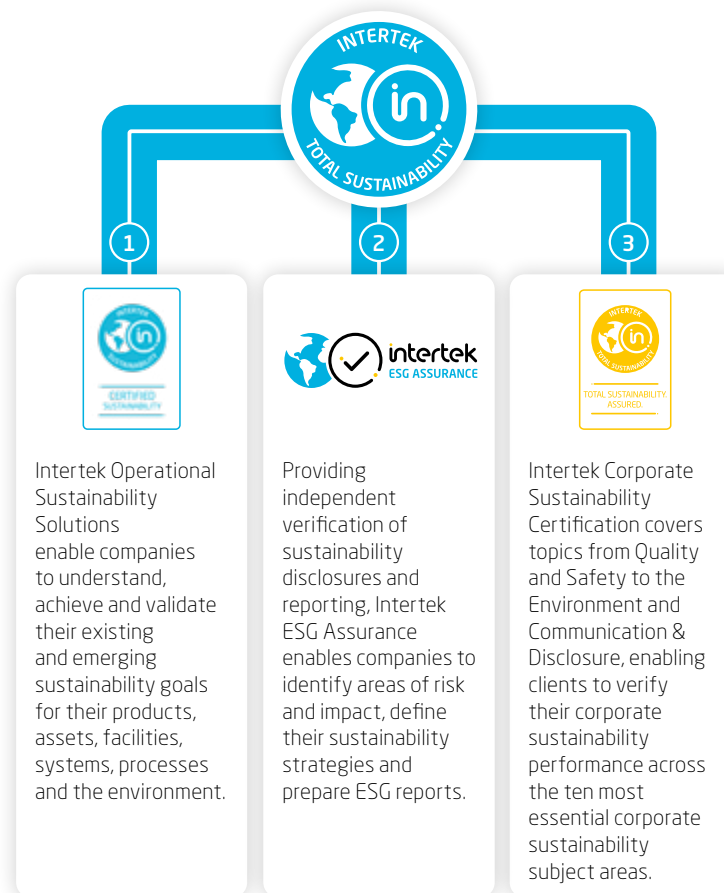 INTERTEK
in
TOTAL SUSTAINABILITY
1
2
3
INTERTEK
in
TOTAL SUSTAINABILITY
CERTIFIED
SUSTAINABILITY
Intertek Operational
Sustainability
Solutions
enable companies
to understand,
achieve and validate
their existing
and emerging
sustainability goals
for their products,
assets, facilities,
systems, processes
and the environment.
intertek
ESG ASSURANCE
Providing
independent
verification of
sustainability
disclosures and
reporting, Intertek
ESG Assurance
enables companies to
identify areas of risk
and impact, define
their sustainability
strategies and
prepare ESG reports.
INTERTEK
in
TOTAL SUSTAINABILITY
TOTAL SUSTAINABILITY.
ASSURED.
Intertek Corporate
Sustainability
Certification covers
topics from Quality
and Safety to the
Environment and
Communication &
Disclosure, enabling
clients to verify
their corporate
sustainability
performance across
the ten most
essential corporate
sustainability
subject areas.